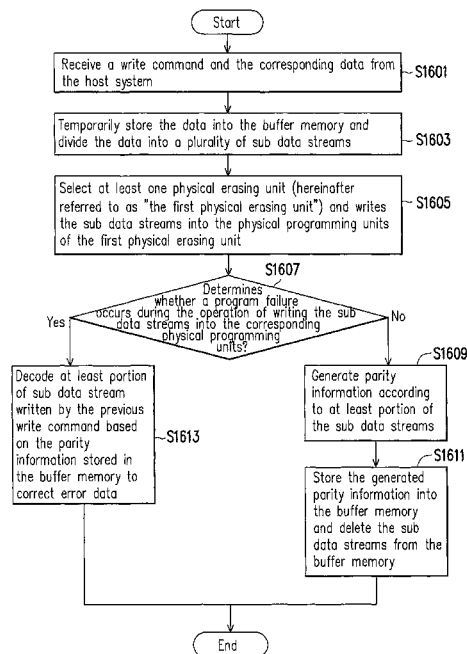 Start
Receive a write command and the corresponding data from
the host system
S1601
Temporarily store the data into the buffer memory and
divide the data into a plurality of sub data streams
S1603
Select at least one physical erasing unit (hereinafter
referred to as "the first physical erasing unit") and writes
the sub data streams into the physical programming units
of the first physical erasing unit
S1605
S1607
Determines
whether a program failure
occurs during the operation of writing the sub
data streams into the corresponding
physical programming
units?
Yes
No
Decode at least portion
of sub data stream
written by the previous
write command based
on the parity
information stored in
the buffer memory to
correct error data
S1613
S1609
Generate parity
information according
to at least portion of
the sub data streams
S1611
Store the generated
parity information into
the buffer memory
and delete the sub
data streams from the
buffer memory
End